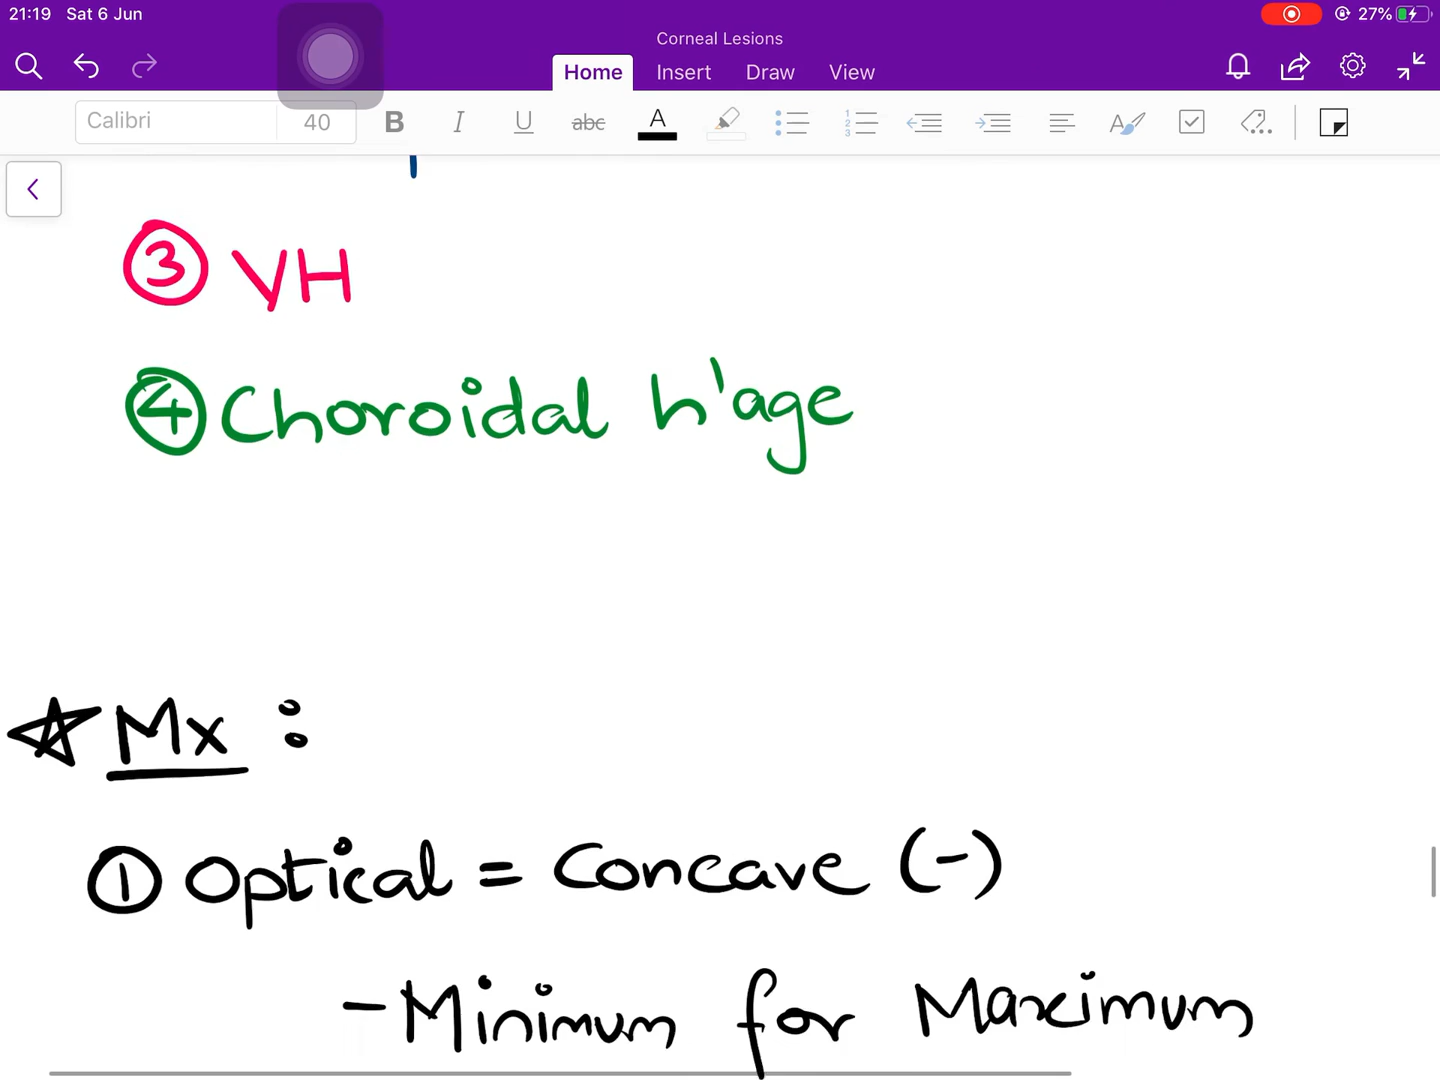 21:19 Sat 6 Jun
27%
Corneal Lesions
Home Insert Draw View
Calibri 40 B I U abc A
③ VH
④ Choroidal h'age
☆ Mx :
① Optical = Concave (-)
- Minimum for Maximum